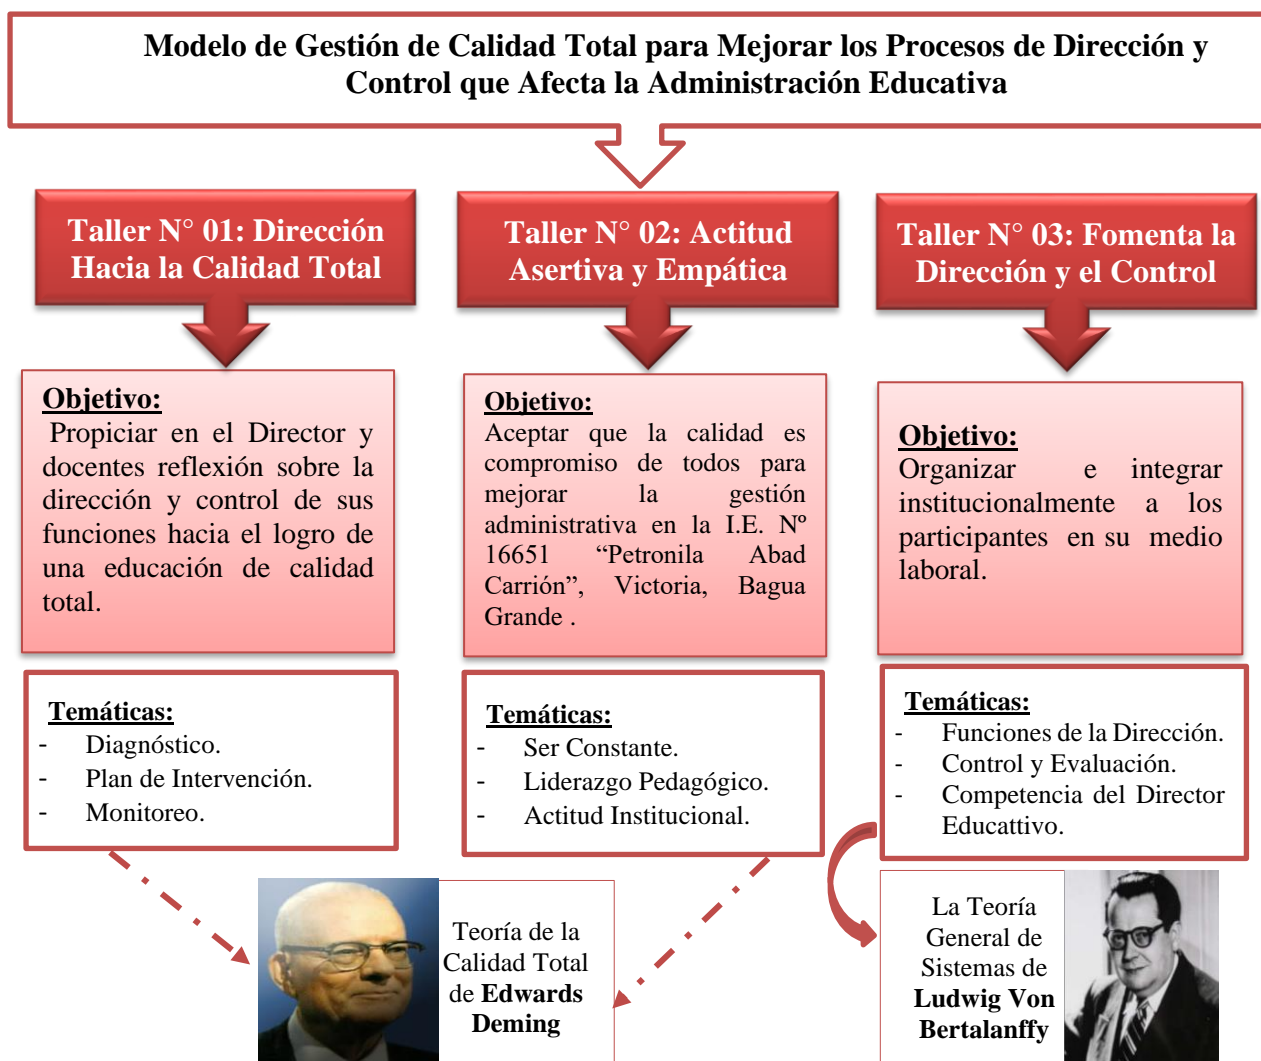 Modelo de Gestión de Calidad Total para Mejorar los Procesos de Dirección y
Control que Afecta la Administración Educativa
Taller N° 01: Dirección
Hacia la Calidad Total
Objetivo:
Propiciar en el Director y
docentes reflexión sobre la
dirección y control de sus
funciones hacia el logro de
una educación de calidad
total.
Temáticas:
- Diagnóstico.
- Plan de Intervención.
- Monitoreo.
Taller N° 02: Actitud
Asertiva y Empática
Objetivo:
Aceptar que la calidad es
compromiso de todos para
mejorar la gestión
administrativa en la I.E. Nº
16651 “Petronila Abad
Carrión”, Victoria, Bagua
Grande .
Temáticas:
- Ser Constante.
- Liderazgo Pedagógico.
- Actitud Institucional.
Taller N° 03: Fomenta la
Dirección y el Control
Objetivo:
Organizar e integrar
institucionalmente a los
participantes en su medio
laboral.
Temáticas:
- Funciones de la Dirección.
- Control y Evaluación.
- Competencia del Director
Educattivo.
Teoría de la
Calidad Total
de Edwards
Deming
La Teoría
General de
Sistemas de
Ludwig Von
Bertalanffy